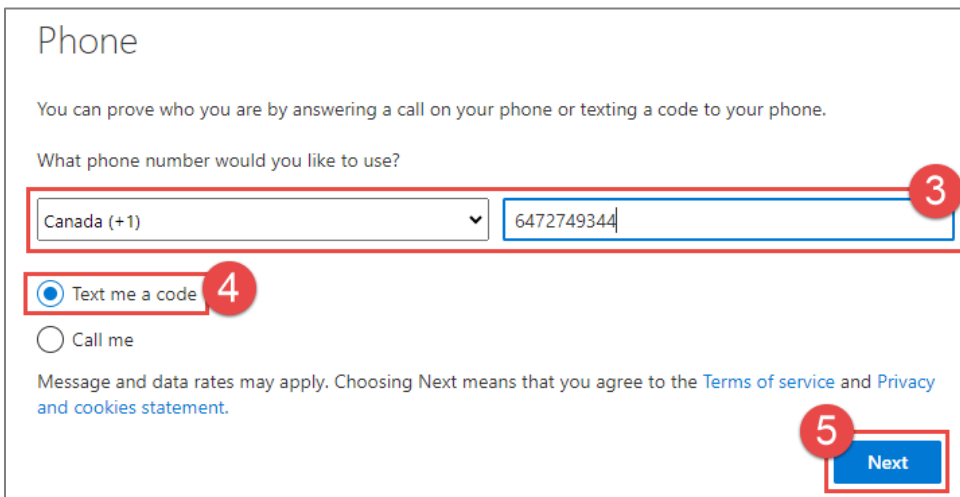 Phone
You can prove who you are by answering a call on your phone or texting a code to your phone.
What phone number would you like to use?
3
Canada (+1) 6472749344
Text me a code 4
Call me
Message and data rates may apply. Choosing Next means that you agree to the Terms of service and Privacy
and cookies statement.
5
Next